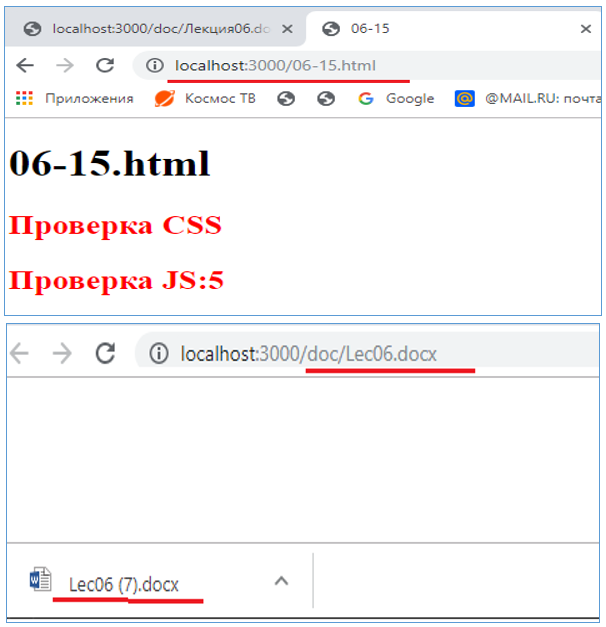 localhost:3000/doc/Лекция06.do
06-15
localhost:3000/06-15.html
Приложения Космос ТВ Google @MAIL.RU: почта
06-15.html
Проверка CSS
Проверка JS:5
localhost:3000/doc/Lec06.docx
Lec06 (7).docx